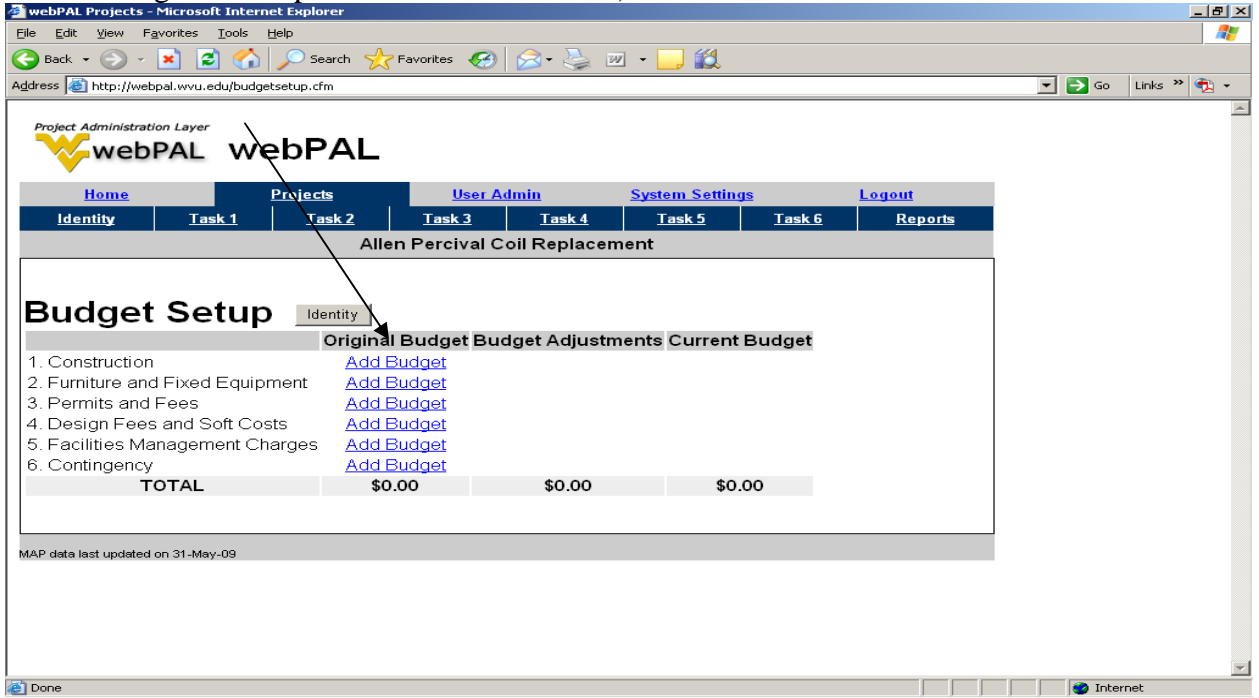 webPAL Projects - Microsoft Internet Explorer
File Edit View Favorites Tools Help
Back Search Favorites
Address http://webpal.wvu.edu/budgetsetup.cfm Go Links »
Project Administration Layer
webPAL webPAL
Home Projects User Admin System Settings Logout
Identity Task 1 Task 2 Task 3 Task 4 Task 5 Task 6 Reports
Allen Percival Coil Replacement
Budget Setup Identity
Original Budget Budget Adjustments Current Budget
1. Construction Add Budget
2. Furniture and Fixed Equipment Add Budget
3. Permits and Fees Add Budget
4. Design Fees and Soft Costs Add Budget
5. Facilities Management Charges Add Budget
6. Contingency Add Budget
TOTAL $0.00 $0.00 $0.00
MAP data last updated on 31-May-09
Done Internet